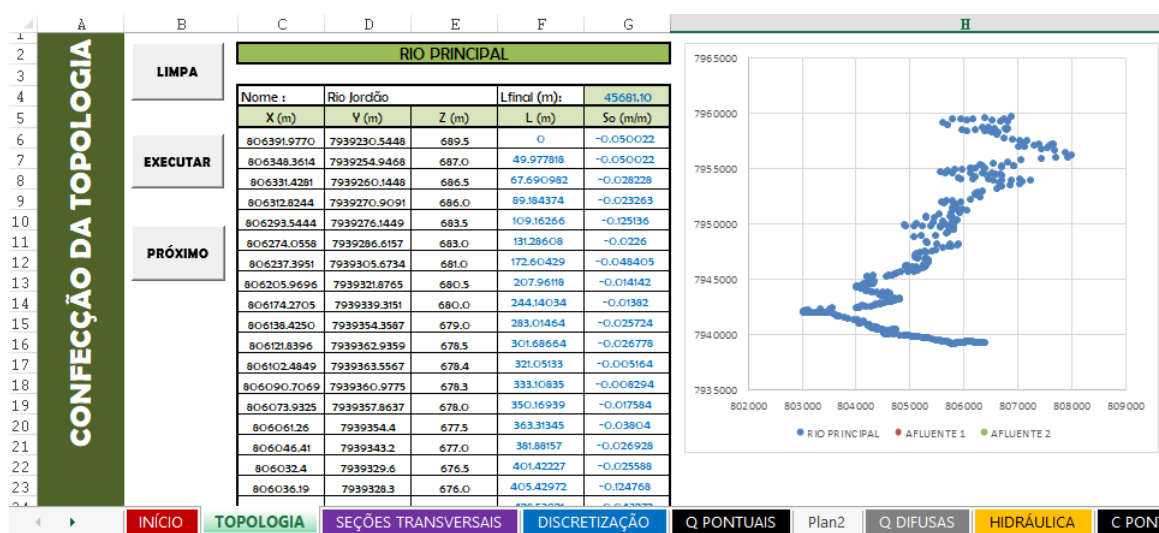 A B C D E F G H
1
2 RIO PRINCIPAL
3
4 Nome : Rio Jordão Lfinal (m): 45681.10
5 X (m) Y (m) Z (m) L (m) So (m/m)
6 806391.9770 7939230.5448 689.5 0 -0.050022
7 806348.3614 7939254.9468 687.0 49.977818 -0.050022
8 806331.4281 7939260.1448 686.5 67.690982 -0.028228
9 806312.8244 7939270.9091 686.0 89.184374 -0.023263
10 806293.5444 7939276.1449 683.5 109.16266 -0.125136
11 806274.0558 7939286.6157 683.0 131.28608 -0.0226
12 806237.3951 7939305.6734 681.0 172.60429 -0.048405
13 806205.9696 7939321.8765 680.5 207.96118 -0.014142
14 806174.2705 7939339.3151 680.0 244.14034 -0.01382
15 806138.4250 7939354.3587 679.0 283.01464 -0.025724
16 806121.8396 7939362.9359 678.5 301.68664 -0.026778
17 806102.4849 7939363.5567 678.4 321.05133 -0.005164
18 806090.7069 7939360.9775 678.3 333.10835 -0.008294
19 806073.9325 7939357.8637 678.0 350.16939 -0.017584
20 806061.26 7939354.4 677.5 363.31345 -0.03804
21 806046.41 7939343.2 677.0 381.88157 -0.026928
22 806032.4 7939329.6 676.5 401.42227 -0.025588
23 806036.19 7939328.3 676.0 405.42972 -0.124768
CONFECÇÃO DA TOPOLOGIA
LIMPA
EXECUTAR
PRÓXIMO
7965000
7960000
7955000
7950000
7945000
7940000
7935000
802000 803000 804000 805000 806000 807000 808000 809000
RIO PRINCIPAL AFLUENTE 1 AFLUENTE 2
INÍCIO TOPOLOGIA SEÇÕES TRANSVERSAIS DISCRETIZAÇÃO Q PONTUAIS Plan2 Q DIFUSAS HIDRÁULICA C PON